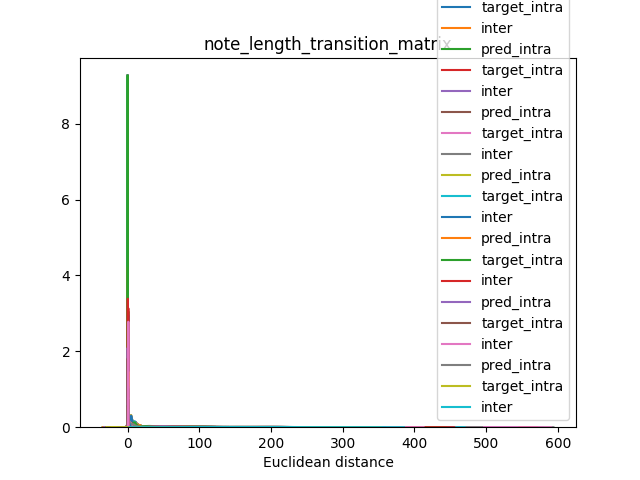 target_intra
inter
note_length_transition_matrix
pred_intra
target_intra
inter
pred_intra
target_intra
inter
pred_intra
target_intra
inter
pred_intra
target_intra
inter
pred_intra
target_intra
inter
pred_intra
target_intra
inter
8
6
4
2
0
0
100
200
300
400
500
600
Euclidean distance